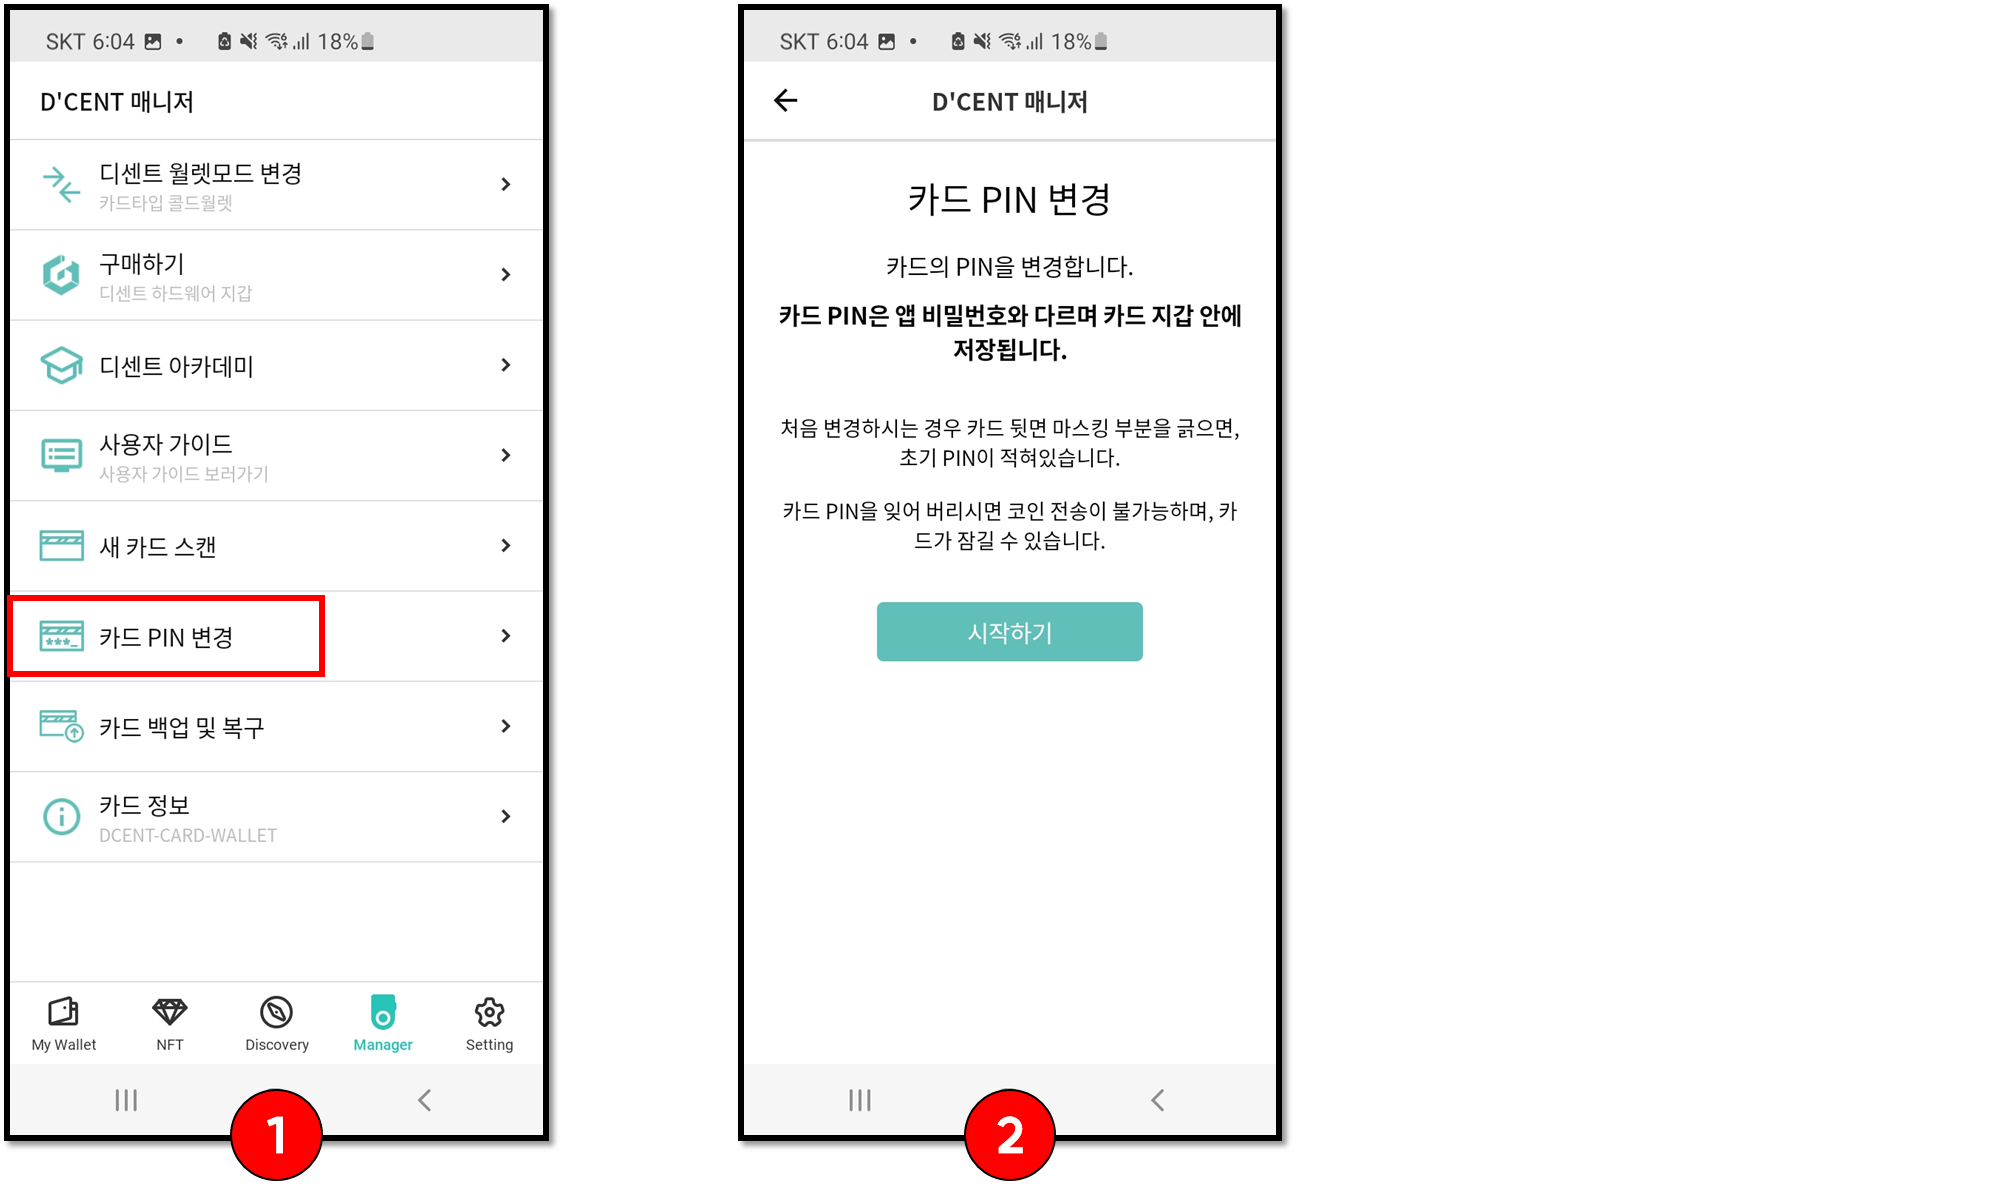 SKT 6:04 18%
D'CENT 매니저
디센트 월렛모드 변경
카드타입 콜드월렛
구매하기
디센트 하드웨어 지갑
디센트 아카데미
사용자 가이드
사용자 가이드 보러가기
새 카드 스캔
카드 PIN 변경
카드 백업 및 복구
카드 정보
DCENT-CARD-WALLET
My Wallet NFT Discovery Manager Setting
1
SKT 6:04 18%
D'CENT 매니저
카드 PIN 변경
카드의 PIN을 변경합니다.
카드 PIN은 앱 비밀번호와 다르며 카드 지갑 안에
저장됩니다.
처음 변경하시는 경우 카드 뒷면 마스킹 부분을 긁으면,
초기 PIN이 적혀있습니다.
카드 PIN을 잊어 버리시면 코인 전송이 불가능하며, 카
드가 잠길 수 있습니다.
시작하기
2